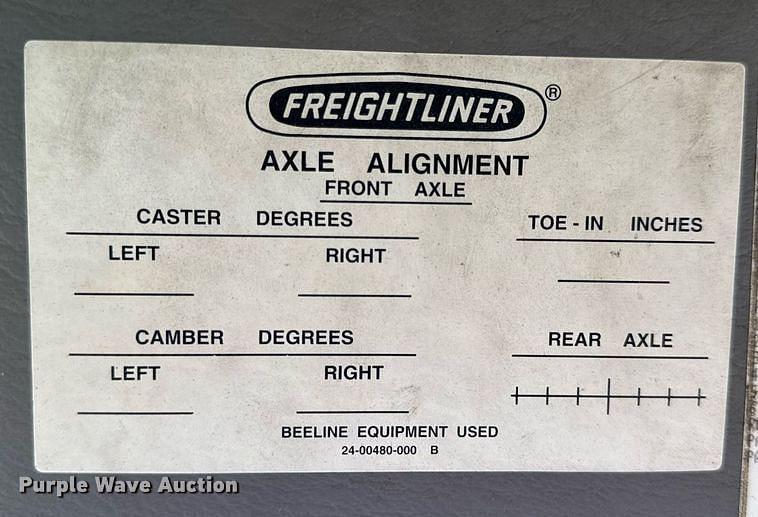 FREIGHTLINER ®
AXLE ALIGNMENT
FRONT AXLE
CASTER DEGREES
LEFT RIGHT
TOE - IN INCHES
CAMBER DEGREES
LEFT RIGHT
REAR AXLE
BEELINE EQUIPMENT USED
24-00480-000 B
Purple Wave Auction